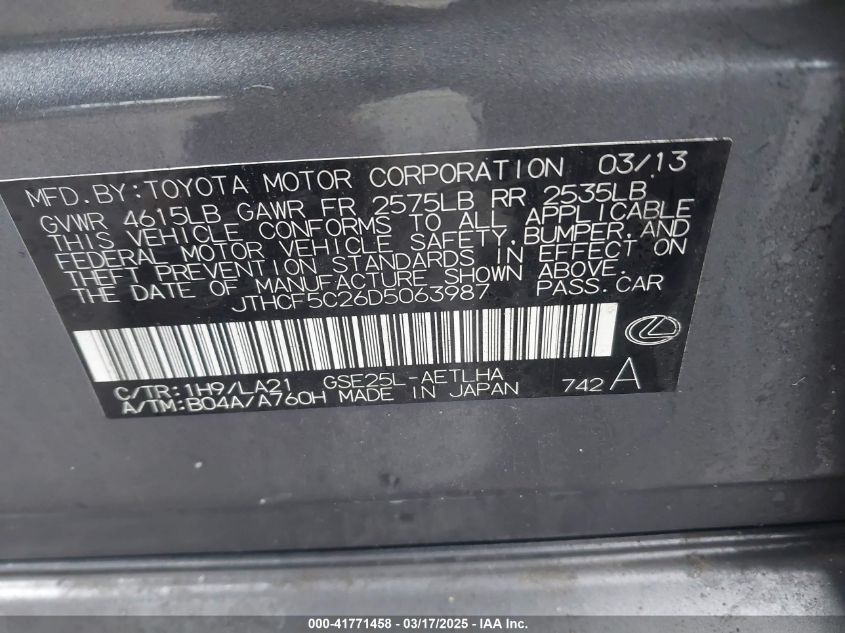 MFD.BY:TOYOTA MOTOR CORPORATION 03/13
GVWR 4615LB GAWR FR 2575LB RR 2535LB
THIS VEHICLE CONFORMS TO ALL APPLICABLE
FEDERAL MOTOR VEHICLE SAFETY,BUMPER,AND
THEFT PREVENTION STANDARDS IN EFFECT ON
THE DATE OF MANUFACTURE SHOWN ABOVE.
JTHCF5C26D5063987 PASS.CAR
C/TR:1H9/LA21 GSE25L-AETLHA
A/TM:B04A/A760H MADE IN JAPAN 742 A
000-41771458 - 03/17/2025 - IAA Inc.